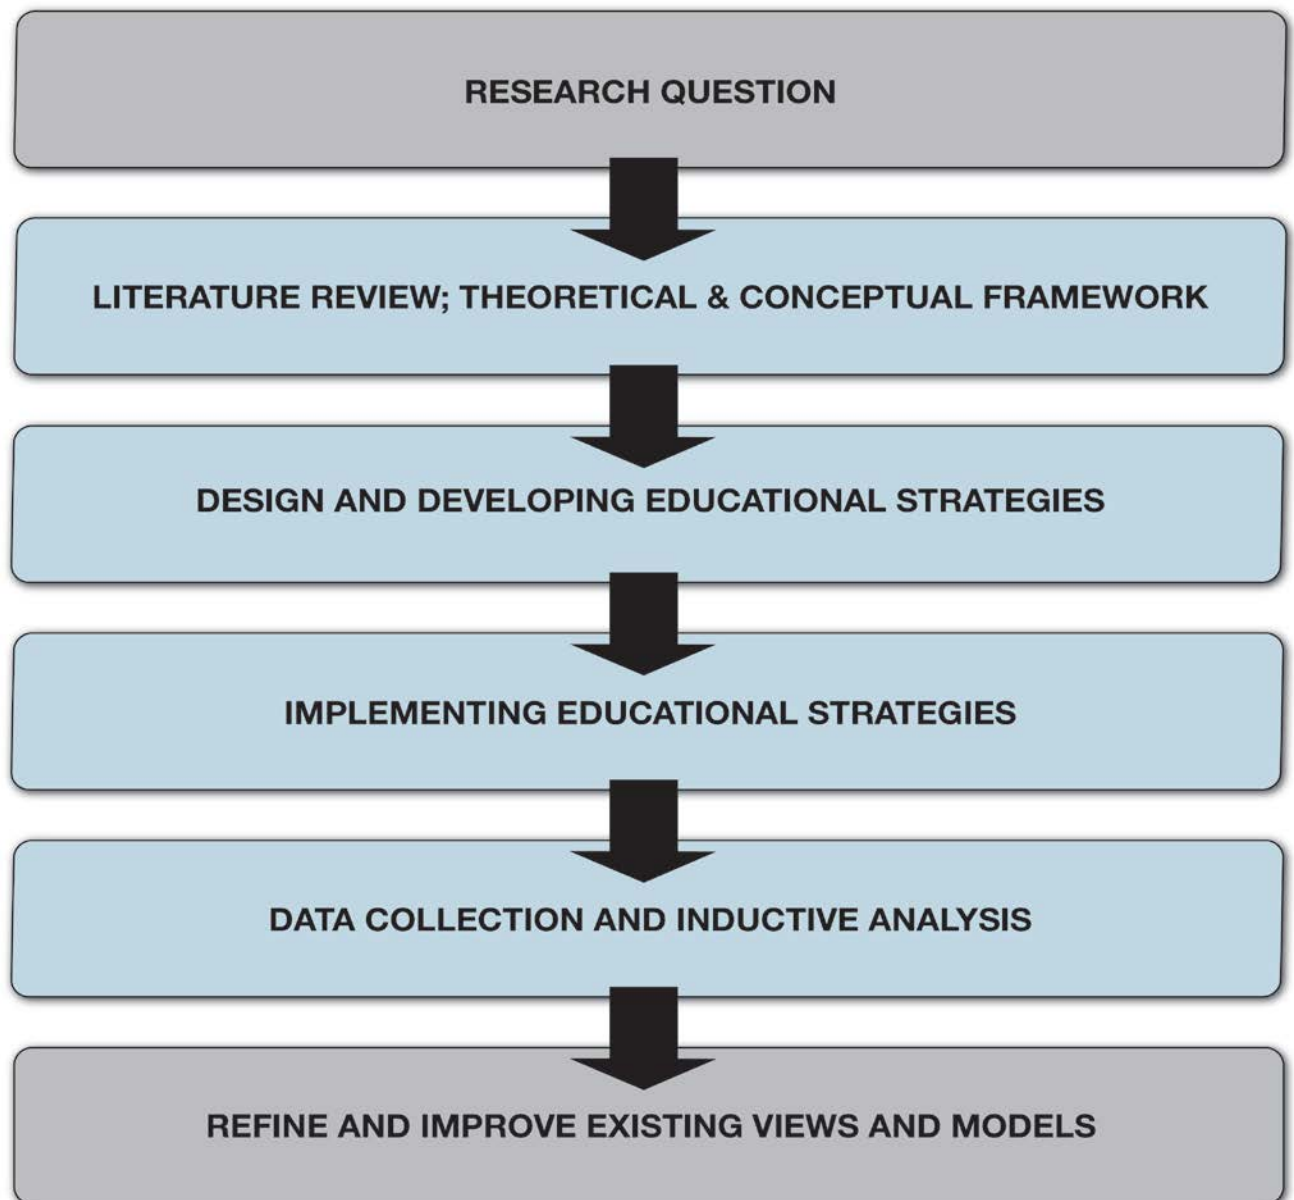 RESEARCH QUESTION
LITERATURE REVIEW; THEORETICAL & CONCEPTUAL FRAMEWORK
DESIGN AND DEVELOPING EDUCATIONAL STRATEGIES
IMPLEMENTING EDUCATIONAL STRATEGIES
DATA COLLECTION AND INDUCTIVE ANALYSIS
REFINE AND IMPROVE EXISTING VIEWS AND MODELS